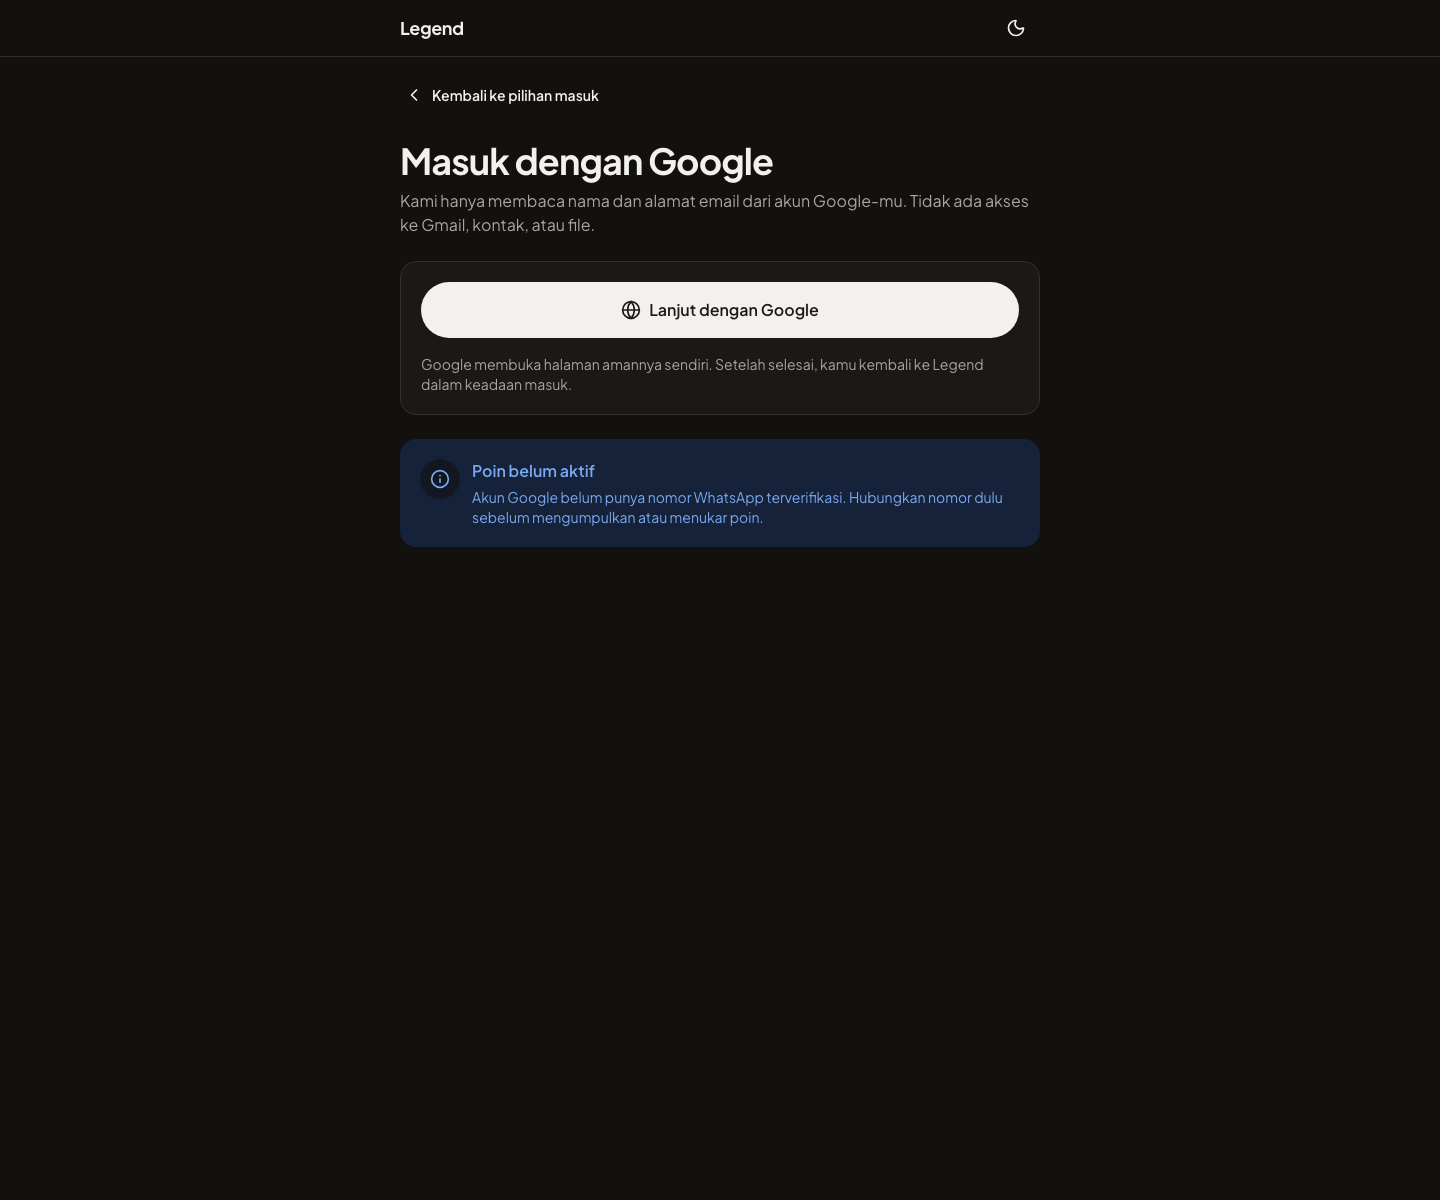 Legend
Kembali ke pilihan masuk
Masuk dengan Google
Kami hanya membaca nama dan alamat email dari akun Google-mu. Tidak ada akses
ke Gmail, kontak, atau file.
Lanjut dengan Google
Google membuka halaman amannya sendiri. Setelah selesai, kamu kembali ke Legend
dalam keadaan masuk.
Poin belum aktif
Akun Google belum punya nomor WhatsApp terverifikasi. Hubungkan nomor dulu
sebelum mengumpulkan atau menukar poin.